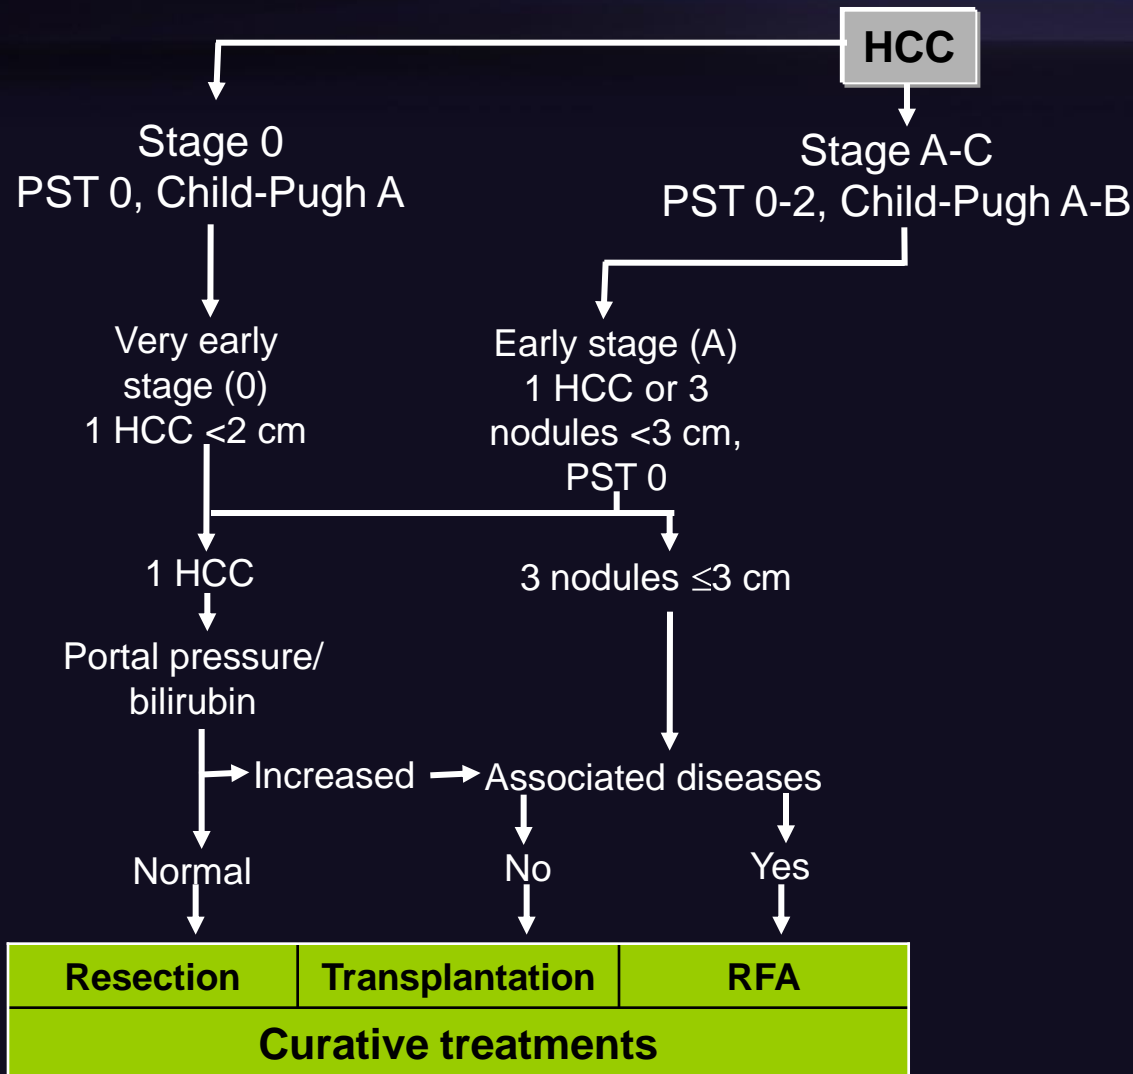 HCC
Stage 0
PST 0, Child-Pugh A
Stage A-C
PST 0-2, Child-Pugh A-B
Very early
stage (0)
1 HCC <2 cm
Early stage (A)
1 HCC or 3
nodules <3 cm,
PST 0
1 HCC
3 nodules ≤3 cm
Portal pressure/
bilirubin
Increased
Associated diseases
Normal
No
Yes
Resection
Transplantation
RFA
Curative treatments